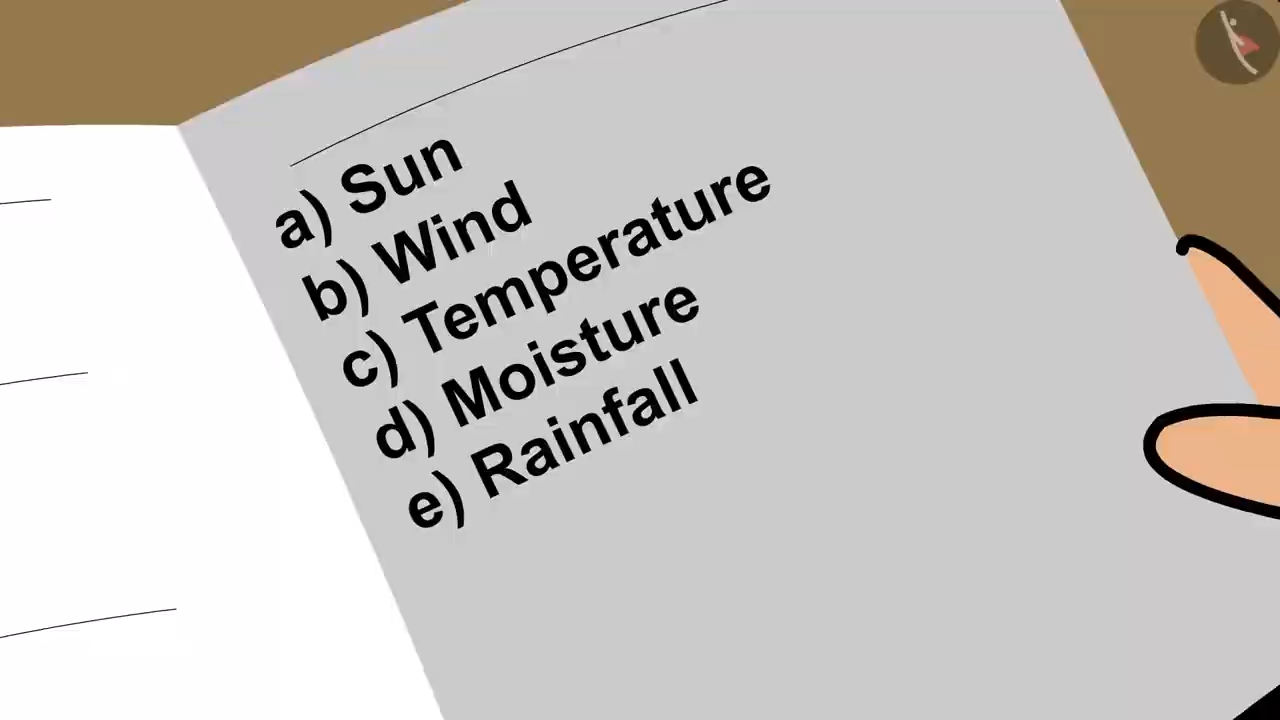 a) Sun
b) Wind
c) Temperature
d) Moisture
e) Rainfall